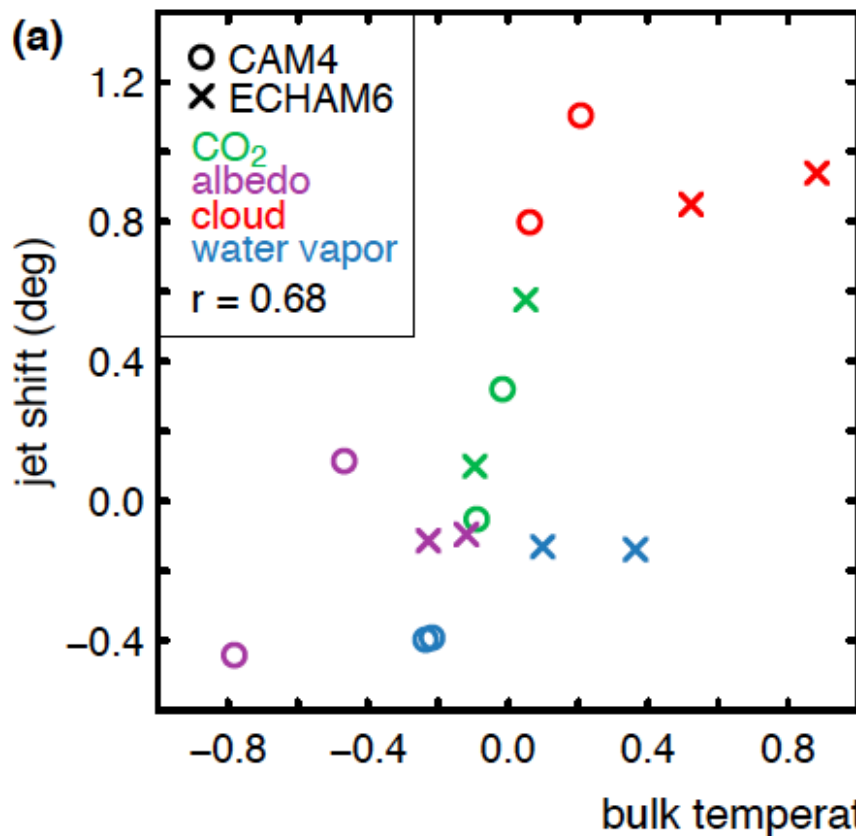 (a)
CAM4
ECHAM6
CO₂
albedo
cloud
water vapor
r = 0.68
1.2
0.8
0.4
0.0
−0.4
jet shift (deg)
−0.8 −0.4 0.0 0.4 0.8
bulk temperat